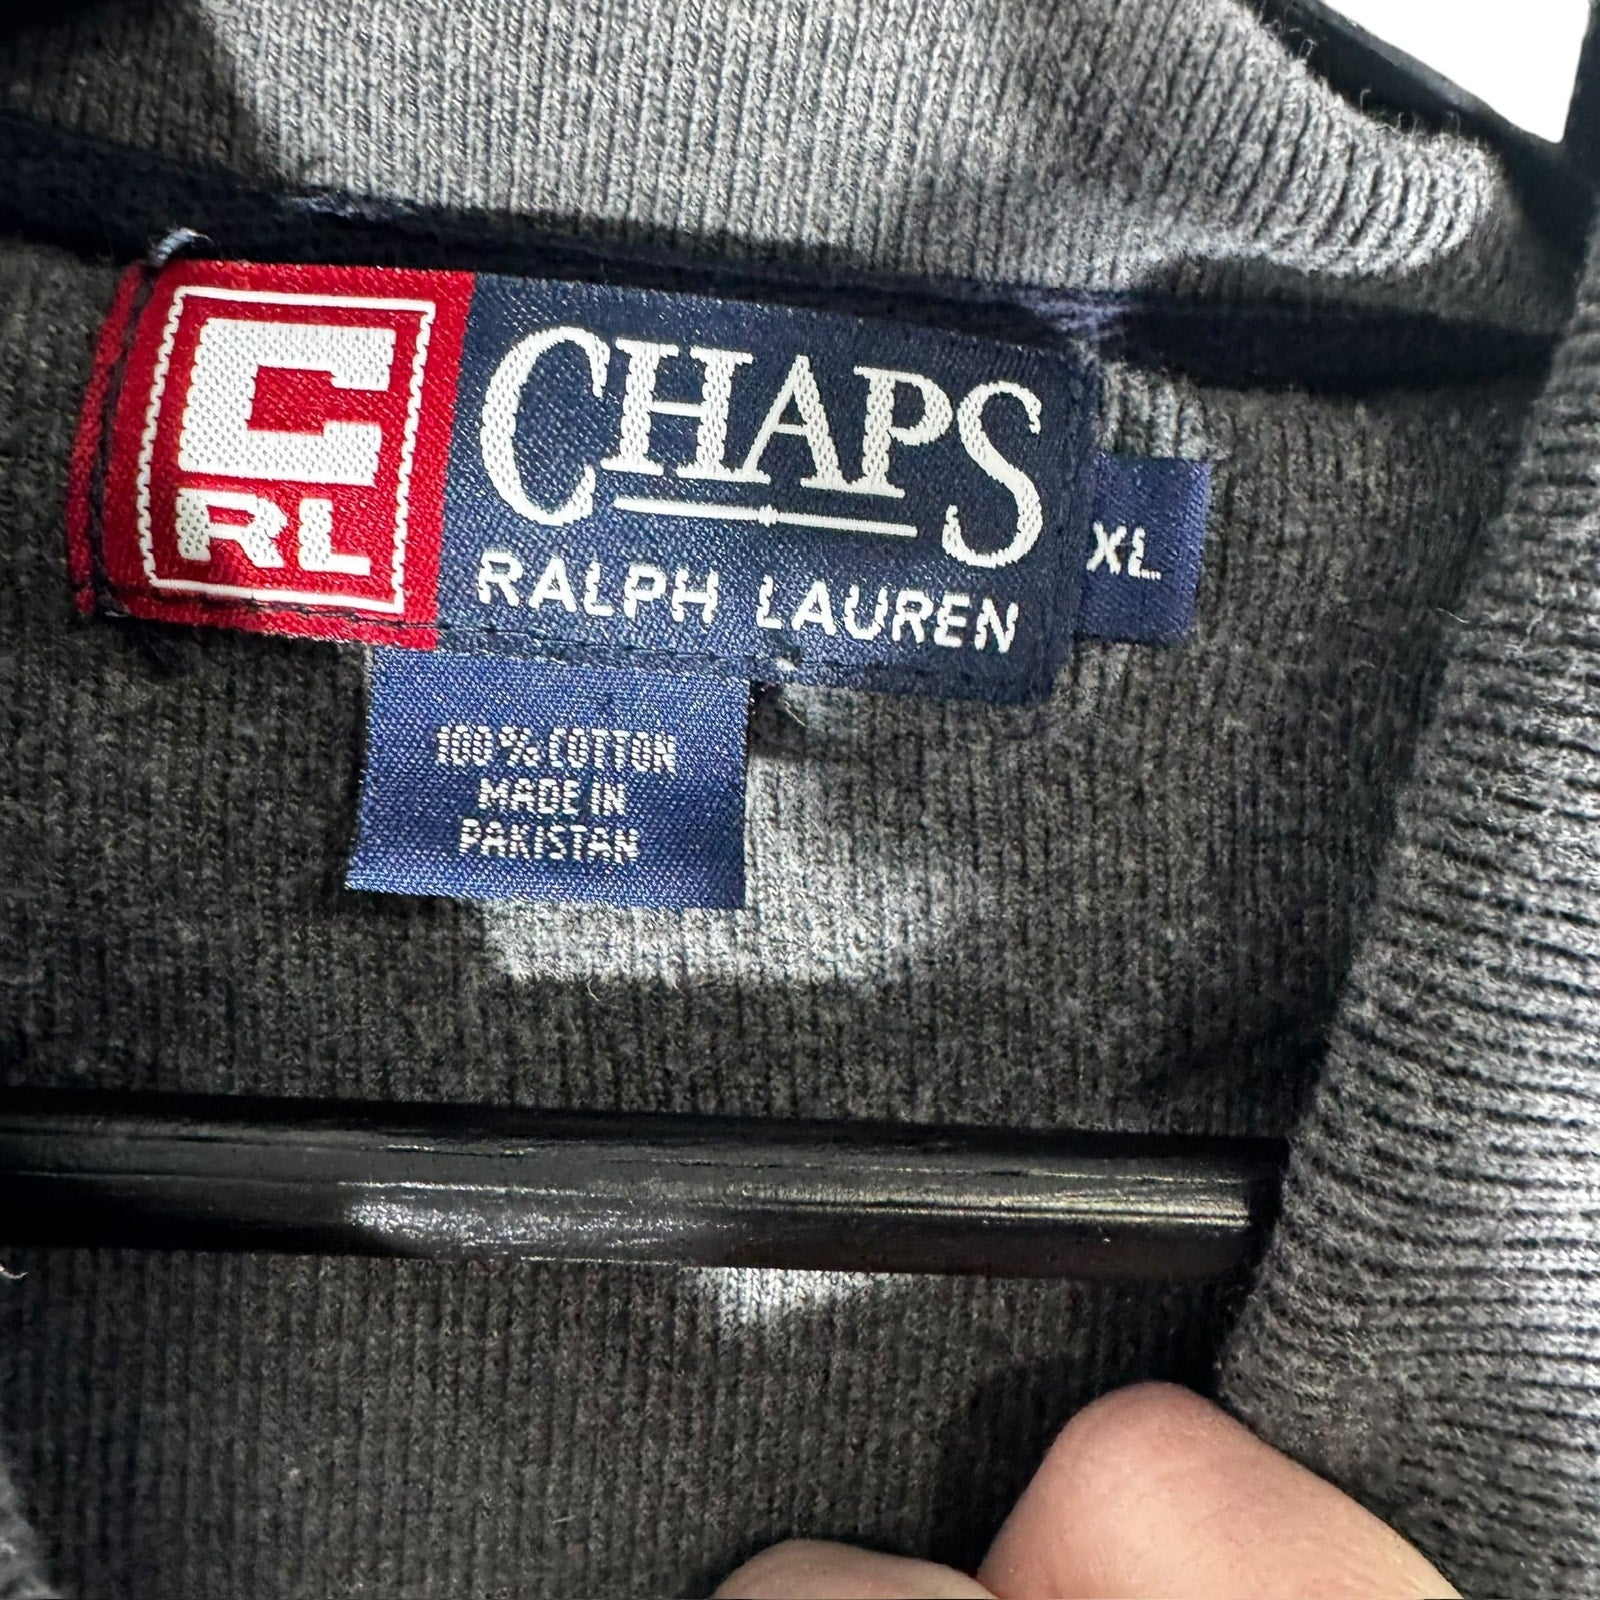 C
RL
CHAPS
RALPH LAUREN
XL
100% COTTON
MADE IN
PAKISTAN